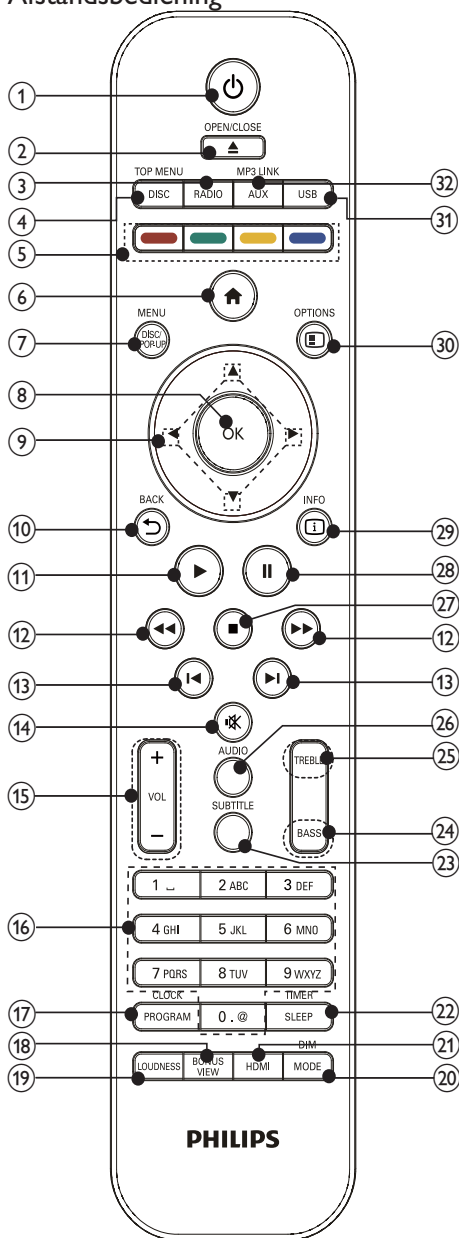 Afstandsbediening
1
OPEN/CLOSE
2
TOP MENU MP3 LINK
3 32
DISC RADIO AUX USB
4 31
5
6
MENU OPTIONS
7 DISC/ POP-UP 30
8
OK
9
BACK INFO
10 i 29
11 28
27
12 12
13 13
14 26
AUDIO
+ TREBLE 25
15 VOL
SUBTITLE
– BASS 24
23
1 2 ABC 3 DEF
16 4 GHI 5 JKL 6 MNO
7 PQRS 8 TUV 9 WXYZ
CLOCK TIMER
17 PROGRAM 0 . @ SLEEP 22
18 DIM 21
LOUDNESS BONUS VIEW HDMI MODE
19 20
PHILIPS